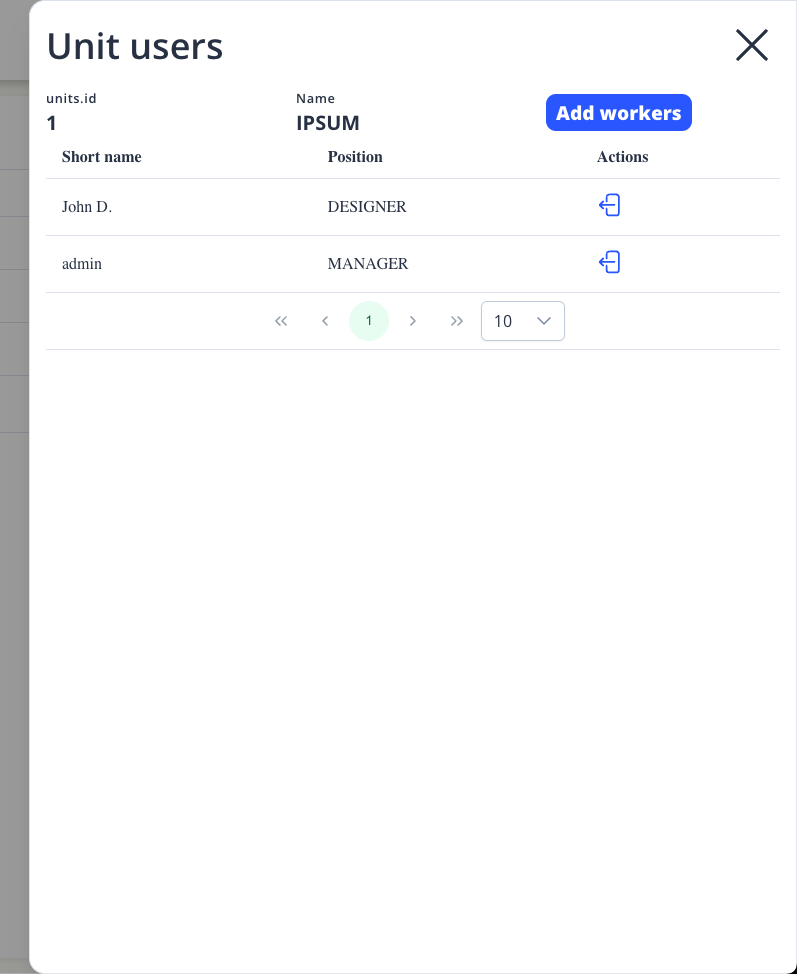 Unit users
units.id Name
1 IPSUM Add workers
Short name Position Actions
John D. DESIGNER
admin MANAGER
1 10